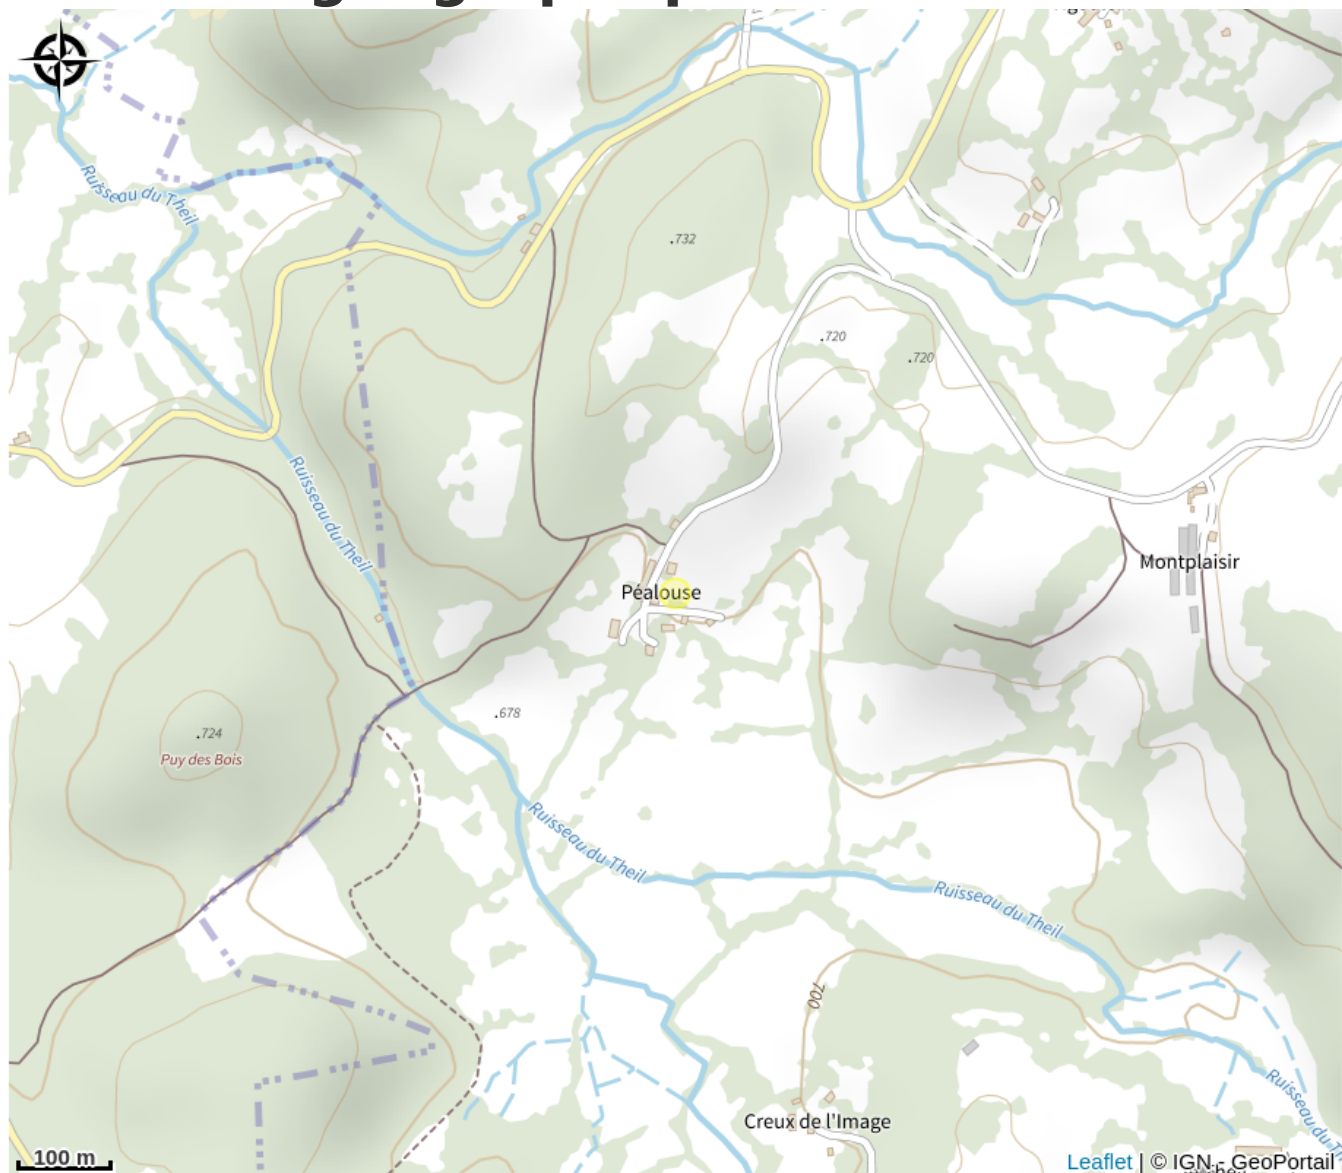 Ruisseau du Theil
.732
.720
.720
Ruisseau du Theil
Montplaisir
Péalouse
.678
.724
Puy des Bois
Ruisseau du Theil
Ruisseau du Theil
700
Ruisseau du T
Creux de l'Image
100 m
Leaflet | © IGN - GeoPortail